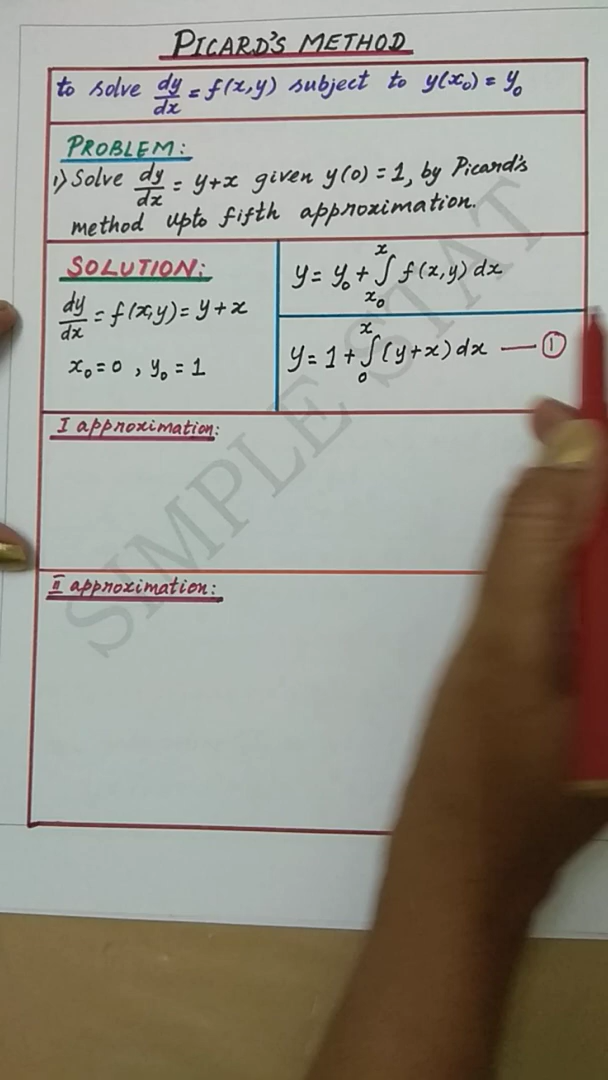 PICARD'S METHOD
to solve dy/dx = f(x,y) subject to y(x₀) = y₀
PROBLEM:
1) Solve dy/dx = y+x given y(0) = 1, by Picard's
method upto fifth approximation.
SOLUTION:
dy/dx = f(x,y) = y+x
x₀=0 , y₀ = 1
y = y₀ + ∫ₓ₀ˣ f(x,y) dx
y = 1 + ∫₀ˣ (y+x) dx — ①
I approximation:
II approximation:
SIMPLE STAT